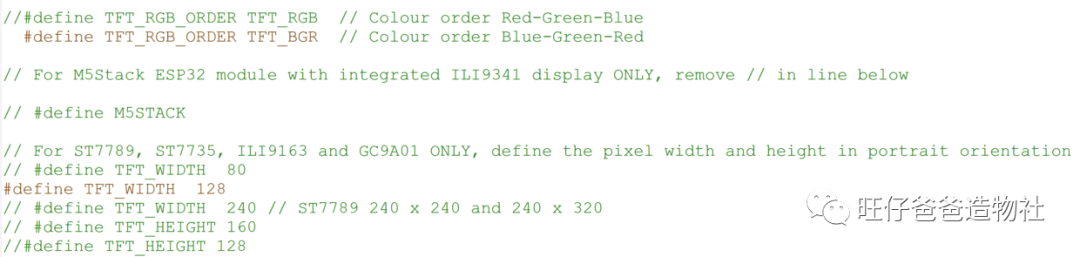 //#define TFT_RGB_ORDER TFT_RGB  // Colour order Red-Green-Blue
  #define TFT_RGB_ORDER TFT_BGR  // Colour order Blue-Green-Red
// For M5Stack ESP32 module with integrated ILI9341 display ONLY, remove // in line below
// #define M5STACK
// For ST7789, ST7735, ILI9163 and GC9A01 ONLY, define the pixel width and height in portrait orientation
// #define TFT_WIDTH  80
#define TFT_WIDTH  128
// #define TFT_WIDTH  240 // ST7789 240 x 240 and 240 x 320
// #define TFT_HEIGHT 160
//#define TFT_HEIGHT 128
旺仔爸爸造物社